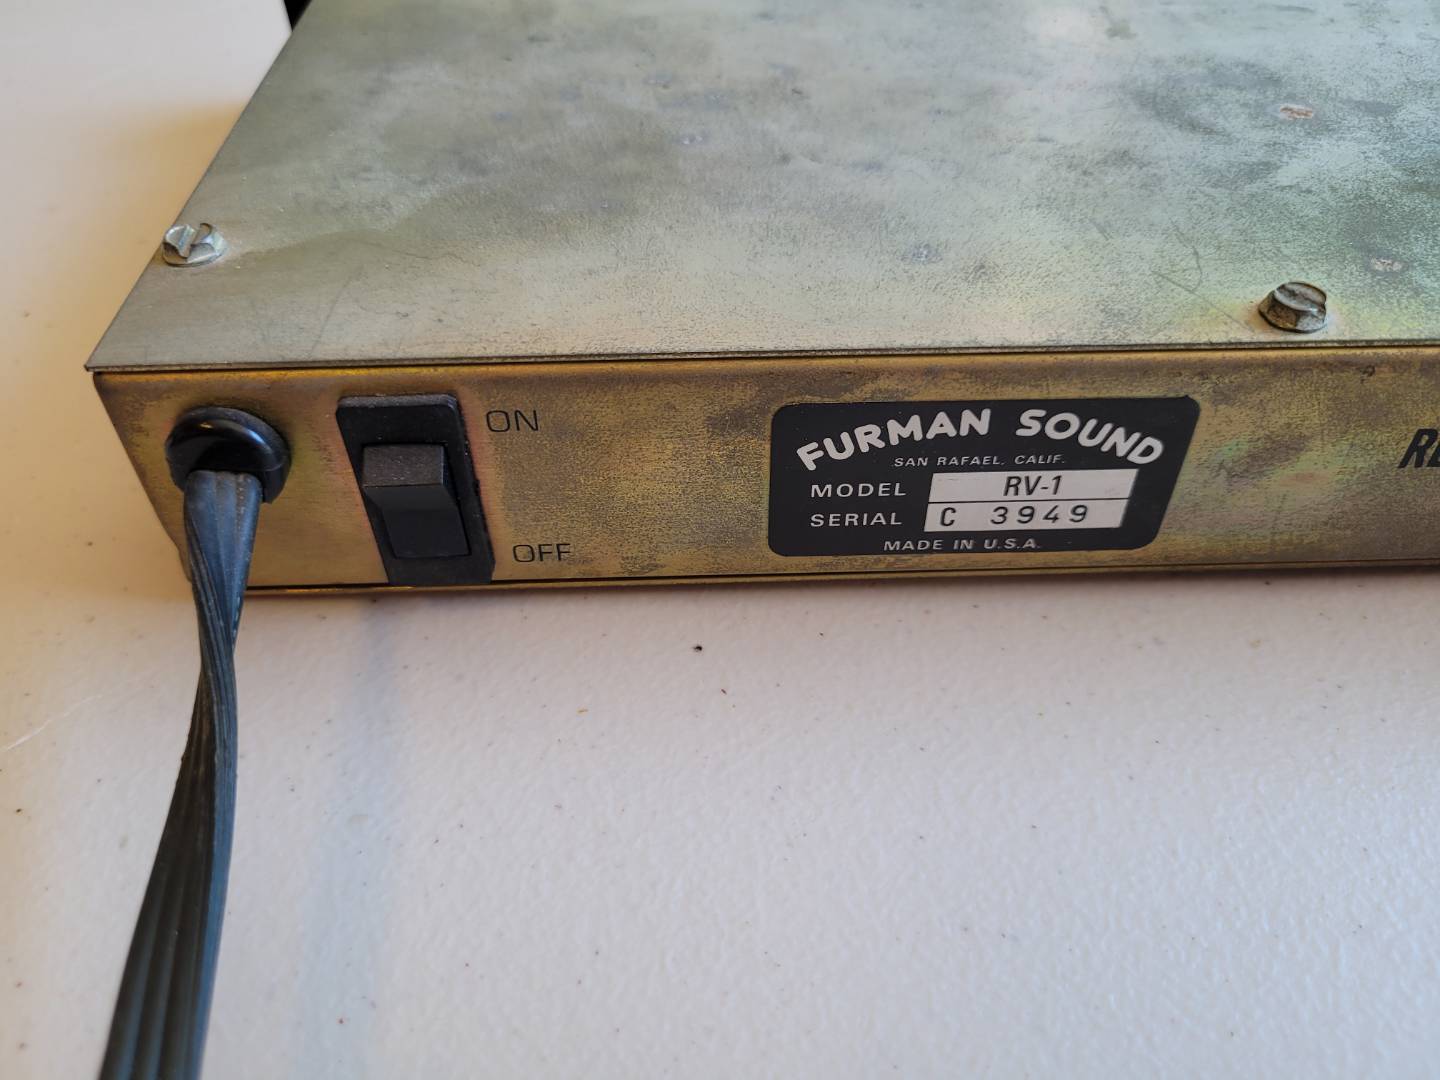 ON
OFF
FURMAN SOUND
SAN RAFAEL, CALIF.
MODEL RV-1
SERIAL C 3949
MADE IN U.S.A.